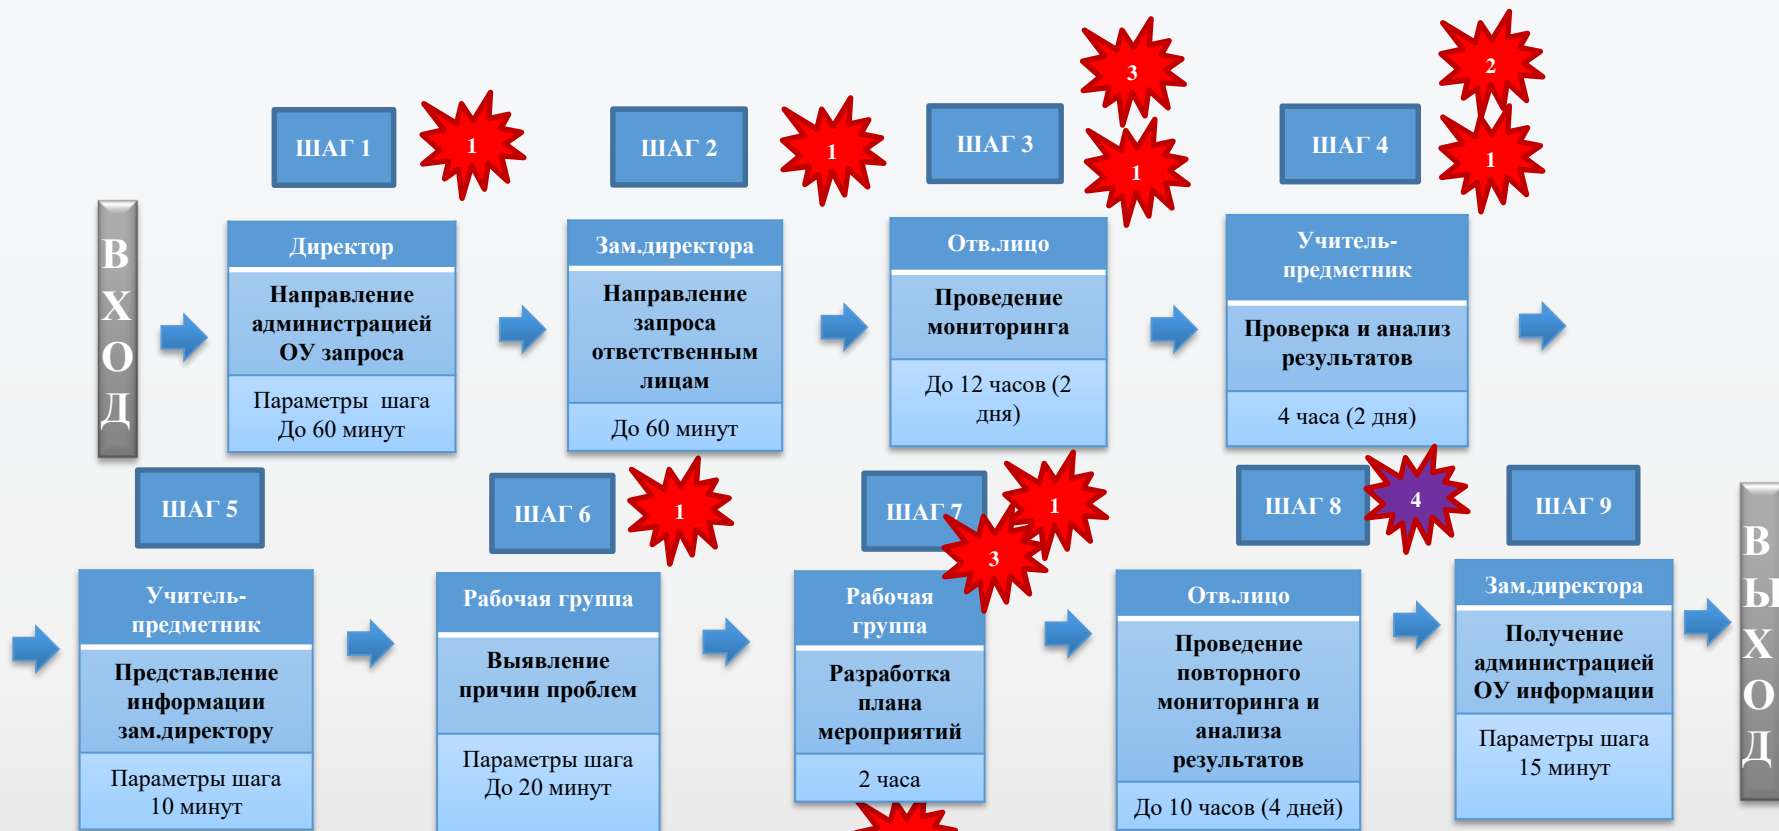 ШАГ 1
1
ШАГ 2
1
ШАГ 3
3
1
ШАГ 4
2
1
ВХОД
Директор
Направление
администрацией
ОУ запроса
Параметры шага
До 60 минут
Зам.директора
Направление
запроса
ответственным
лицам
До 60 минут
Отв.лицо
Проведение
мониторинга
До 12 часов (2
дня)
Учитель-
предметник
Проверка и анализ
результатов
4 часа (2 дня)
ШАГ 5
ШАГ 6
1
ШАГ 7
1
3
ШАГ 8
4
ШАГ 9
Учитель-
предметник
Представление
информации
зам.директору
Параметры шага
10 минут
Рабочая группа
Выявление
причин проблем
Параметры шага
До 20 минут
Рабочая
группа
Разработка
плана
мероприятий
2 часа
Отв.лицо
Проведение
повторного
мониторинга и
анализа
результатов
До 10 часов (4 дней)
Зам.директора
Получение
администрацией
ОУ информации
Параметры шага
15 минут
ВЫХОД